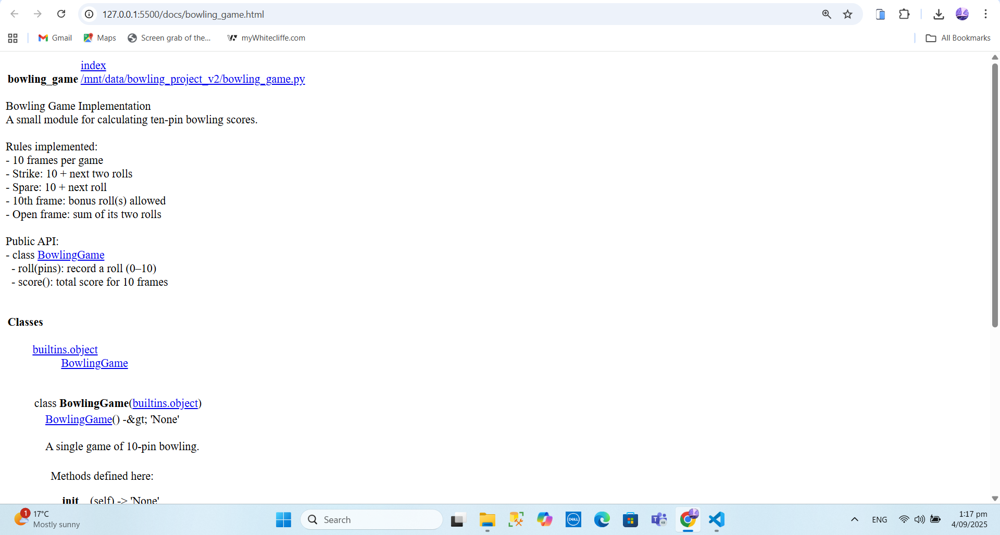 127.0.0.1:5500/docs/bowling_game.html
Gmail
Maps
Screen grab of the...
myWhitecliffe.com
All Bookmarks
index
bowling_game /mnt/data/bowling_project_v2/bowling_game.py
Bowling Game Implementation
A small module for calculating ten-pin bowling scores.
Rules implemented:
- 10 frames per game
- Strike: 10 + next two rolls
- Spare: 10 + next roll
- 10th frame: bonus roll(s) allowed
- Open frame: sum of its two rolls
Public API:
- class BowlingGame
- roll(pins): record a roll (0–10)
- score(): total score for 10 frames
Classes
builtins.object
BowlingGame
class BowlingGame(builtins.object)
BowlingGame() -&gt; 'None'
A single game of 10-pin bowling.
Methods defined here:
__init__(self) -> 'None'
1
17°C
Mostly sunny
Search
DELL
ENG
1:17 pm
4/09/2025